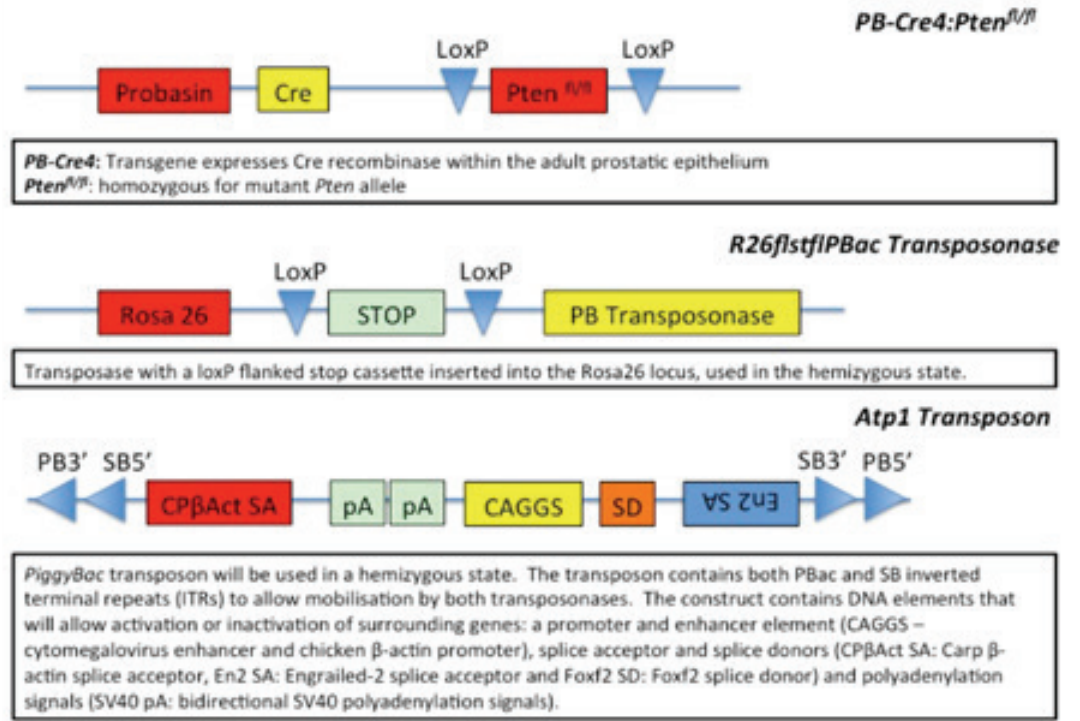 PB-Cre4:Pten^fl/fl
LoxP LoxP
Probasin Cre Pten ^fl/fl
PB-Cre4: Transgene expresses Cre recombinase within the adult prostatic epithelium
Pten^fl/fl: homozygous for mutant Pten allele
R26flstflPBac Transposonase
LoxP LoxP
Rosa 26 STOP PB Transposonase
Transposase with a loxP flanked stop cassette inserted into the Rosa26 locus, used in the hemizygous state.
Atp1 Transposon
PB3' SB5' SB3' PB5'
CPβAct SA pA pA CAGGS SD En2 SA
PiggyBac transposon will be used in a hemizygous state. The transposon contains both PBac and SB inverted
terminal repeats (ITRs) to allow mobilisation by both transposonases. The construct contains DNA elements that
will allow activation or inactivation of surrounding genes: a promoter and enhancer element (CAGGS –
cytomegalovirus enhancer and chicken β-actin promoter), splice acceptor and splice donors (CPβAct SA: Carp β-
actin splice acceptor, En2 SA: Engrailed-2 splice acceptor and Foxf2 SD: Foxf2 splice donor) and polyadenylation
signals (SV40 pA: bidirectional SV40 polyadenylation signals).